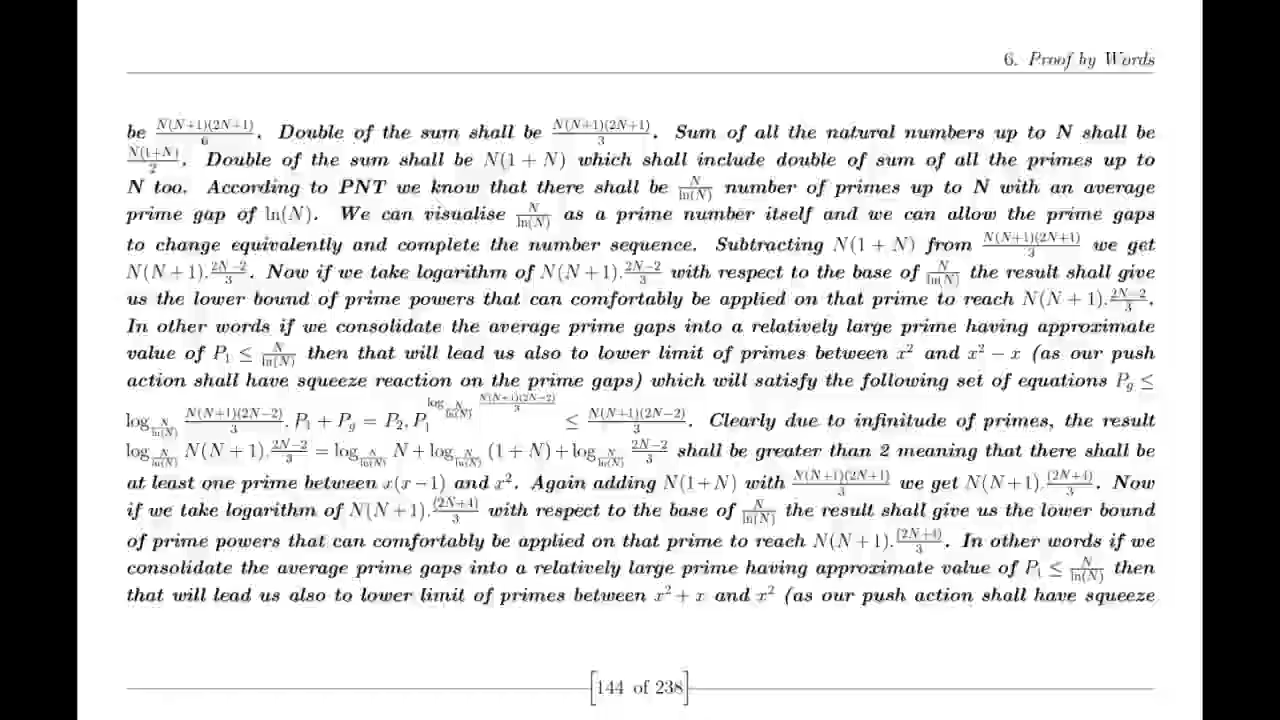 6. Proof by Words
be N(N+1)(2N+1)/6. Double of the sum shall be N(N+1)(2N+1)/3. Sum of all the natural numbers up to N shall be
N(1+N)/2. Double of the sum shall be N(1 + N) which shall include double of sum of all the primes up to
N too. According to PNT we know that there shall be N/ln(N) number of primes up to N with an average
prime gap of ln(N). We can visualise N/ln(N) as a prime number itself and we can allow the prime gaps
to change equivalently and complete the number sequence. Subtracting N(1 + N) from N(N+1)(2N+1)/3 we get
N(N + 1).2N−2/3. Now if we take logarithm of N(N + 1).2N−2/3 with respect to the base of N/ln(N) the result shall give
us the lower bound of prime powers that can comfortably be applied on that prime to reach N(N + 1).2N−2/3.
In other words if we consolidate the average prime gaps into a relatively large prime having approximate
value of P₁ ≤ N/ln(N) then that will lead us also to lower limit of primes between x² and x² − x (as our push
action shall have squeeze reaction on the prime gaps) which will satisfy the following set of equations P_g ≤
log_{N/ln(N)} N(N+1)(2N−2)/3. P₁ + P_g = P₂, P₁^{log_{N/ln(N)} N(N+1)(2N−2)/3} ≤ N(N+1)(2N−2)/3. Clearly due to infinitude of primes, the result
log_{N/ln(N)} N(N + 1).2N−2/3 = log_{N/ln(N)} N + log_{N/ln(N)} (1 + N) + log_{N/ln(N)} 2N−2/3 shall be greater than 2 meaning that there shall be
at least one prime between x(x − 1) and x². Again adding N(1+N) with N(N+1)(2N+1)/3 we get N(N+1).(2N+4)/3. Now
if we take logarithm of N(N + 1).(2N+4)/3 with respect to the base of N/ln(N) the result shall give us the lower bound
of prime powers that can comfortably be applied on that prime to reach N(N + 1).(2N+4)/3. In other words if we
consolidate the average prime gaps into a relatively large prime having approximate value of P₁ ≤ N/ln(N) then
that will lead us also to lower limit of primes between x² + x and x² (as our push action shall have squeeze
144 of 238